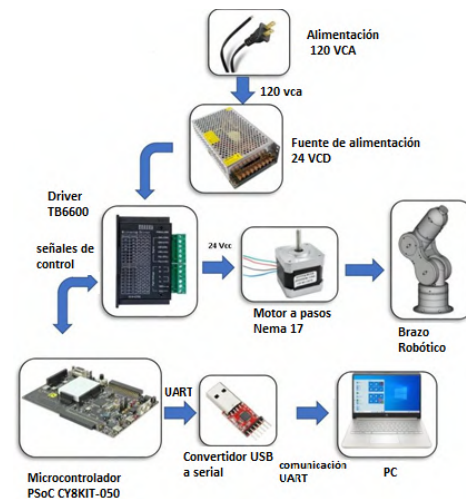 Alimentación
120 VCA
120 vca
Fuente de alimentación
24 VCD
Driver
TB6600
señales de
control
24 Vcc
Motor a pasos
Nema 17
Brazo
Robótico
UART
Microcontrolador
PSoC CY8KIT-050
Convertidor USB
a serial
comunicación
UART
PC